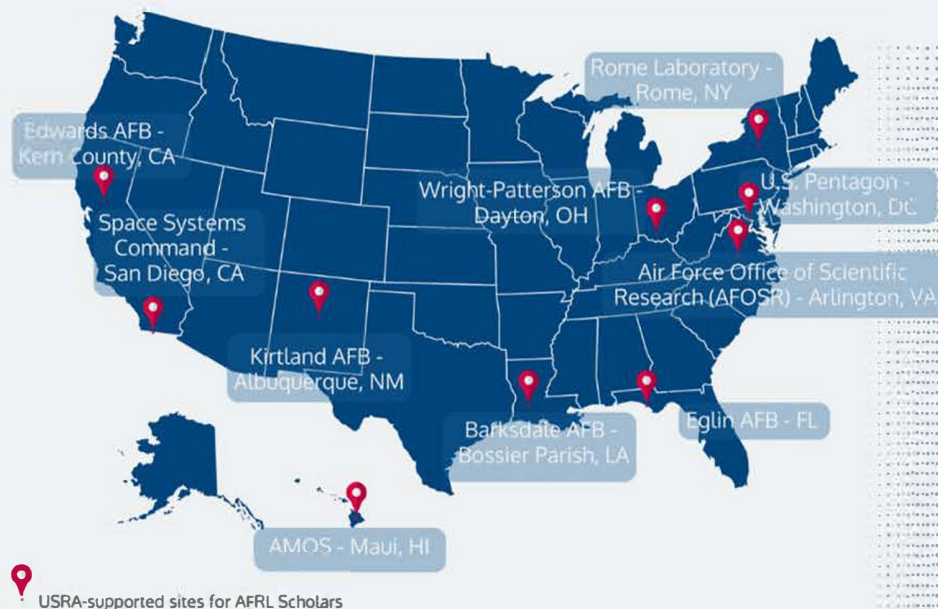 Rome Laboratory -
Rome, NY
Edwards AFB -
Kern County, CA
Wright-Patterson AFB -
Dayton, OH
U.S. Pentagon -
Washington, DC
Space Systems
Command -
San Diego, CA
Air Force Office of Scientific
Research (AFOSR) - Arlington, VA
Kirtland AFB -
Albuquerque, NM
Barksdale AFB -
Bossier Parish, LA
Eglin AFB - FL
AMOS - Maui, HI
USRA-supported sites for AFRL Scholars